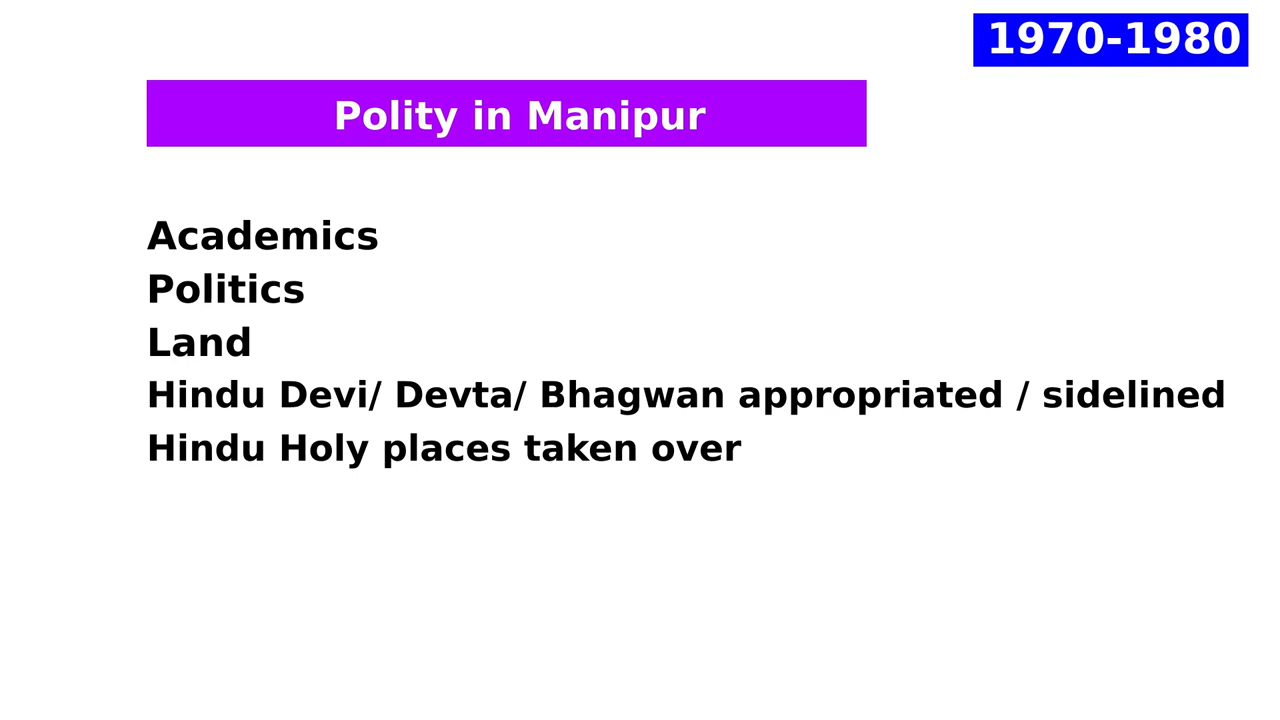 1970-1980
Polity in Manipur
Academics
Politics
Land
Hindu Devi/ Devta/ Bhagwan appropriated / sidelined
Hindu Holy places taken over